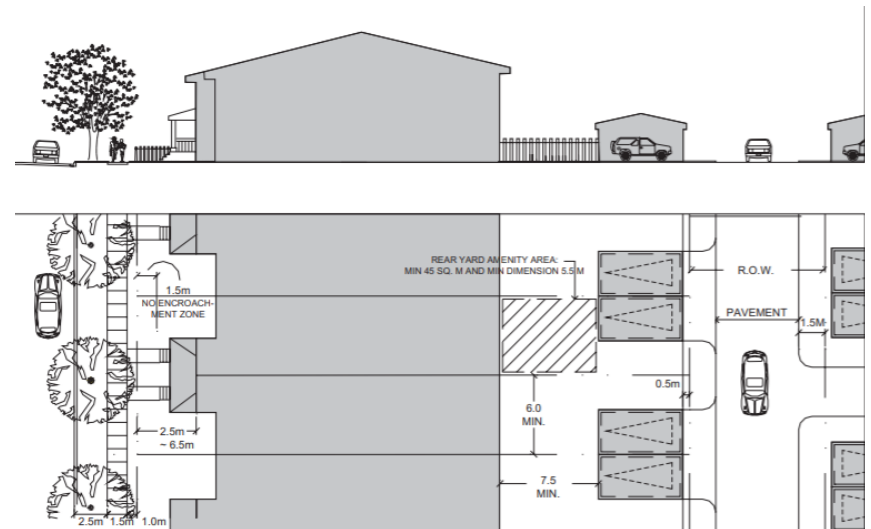 REAR YARD AMENITY AREA:
MIN 45 SQ. M AND MIN DIMENSION 5.5 M
R.O.W.
1.5m
NO ENCROACH-
MENT ZONE
PAVEMENT
1.5M
0.5m
6.0
MIN.
2.5m
~ 6.5m
7.5
MIN.
2.5m
1.5m
1.0m